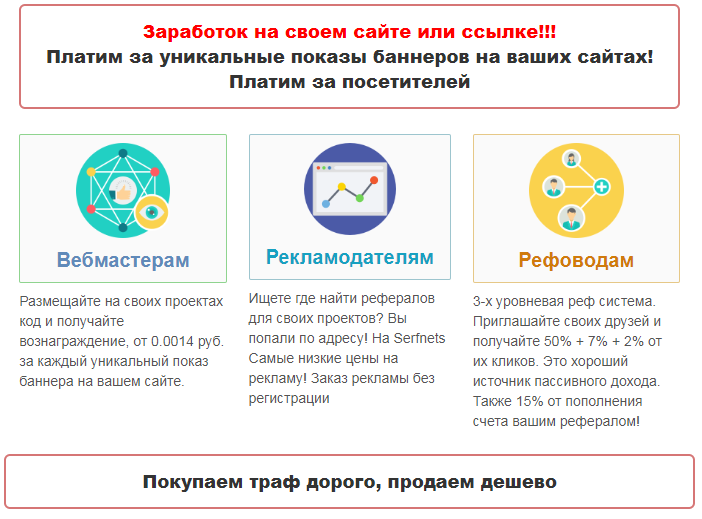 Заработок на своем сайте или ссылке!!!
Платим за уникальные показы баннеров на ваших сайтах!
Платим за посетителей
Вебмастерам
Размещайте на своих проектах
код и получайте
вознаграждение, от 0.0014 руб.
за каждый уникальный показ
баннера на вашем сайте.
Рекламодателям
Ищете где найти рефералов
для своих проектов? Вы
попали по адресу! На Serfnets
Самые низкие цены на
рекламу! Заказ рекламы без
регистрации
Рефоводам
3-х уровневая реф система.
Приглашайте своих друзей и
получайте 50% + 7% + 2% от
их кликов. Это хороший
источник пассивного дохода.
Также 15% от пополнения
счета вашим рефералом!
Покупаем траф дорого, продаем дешево